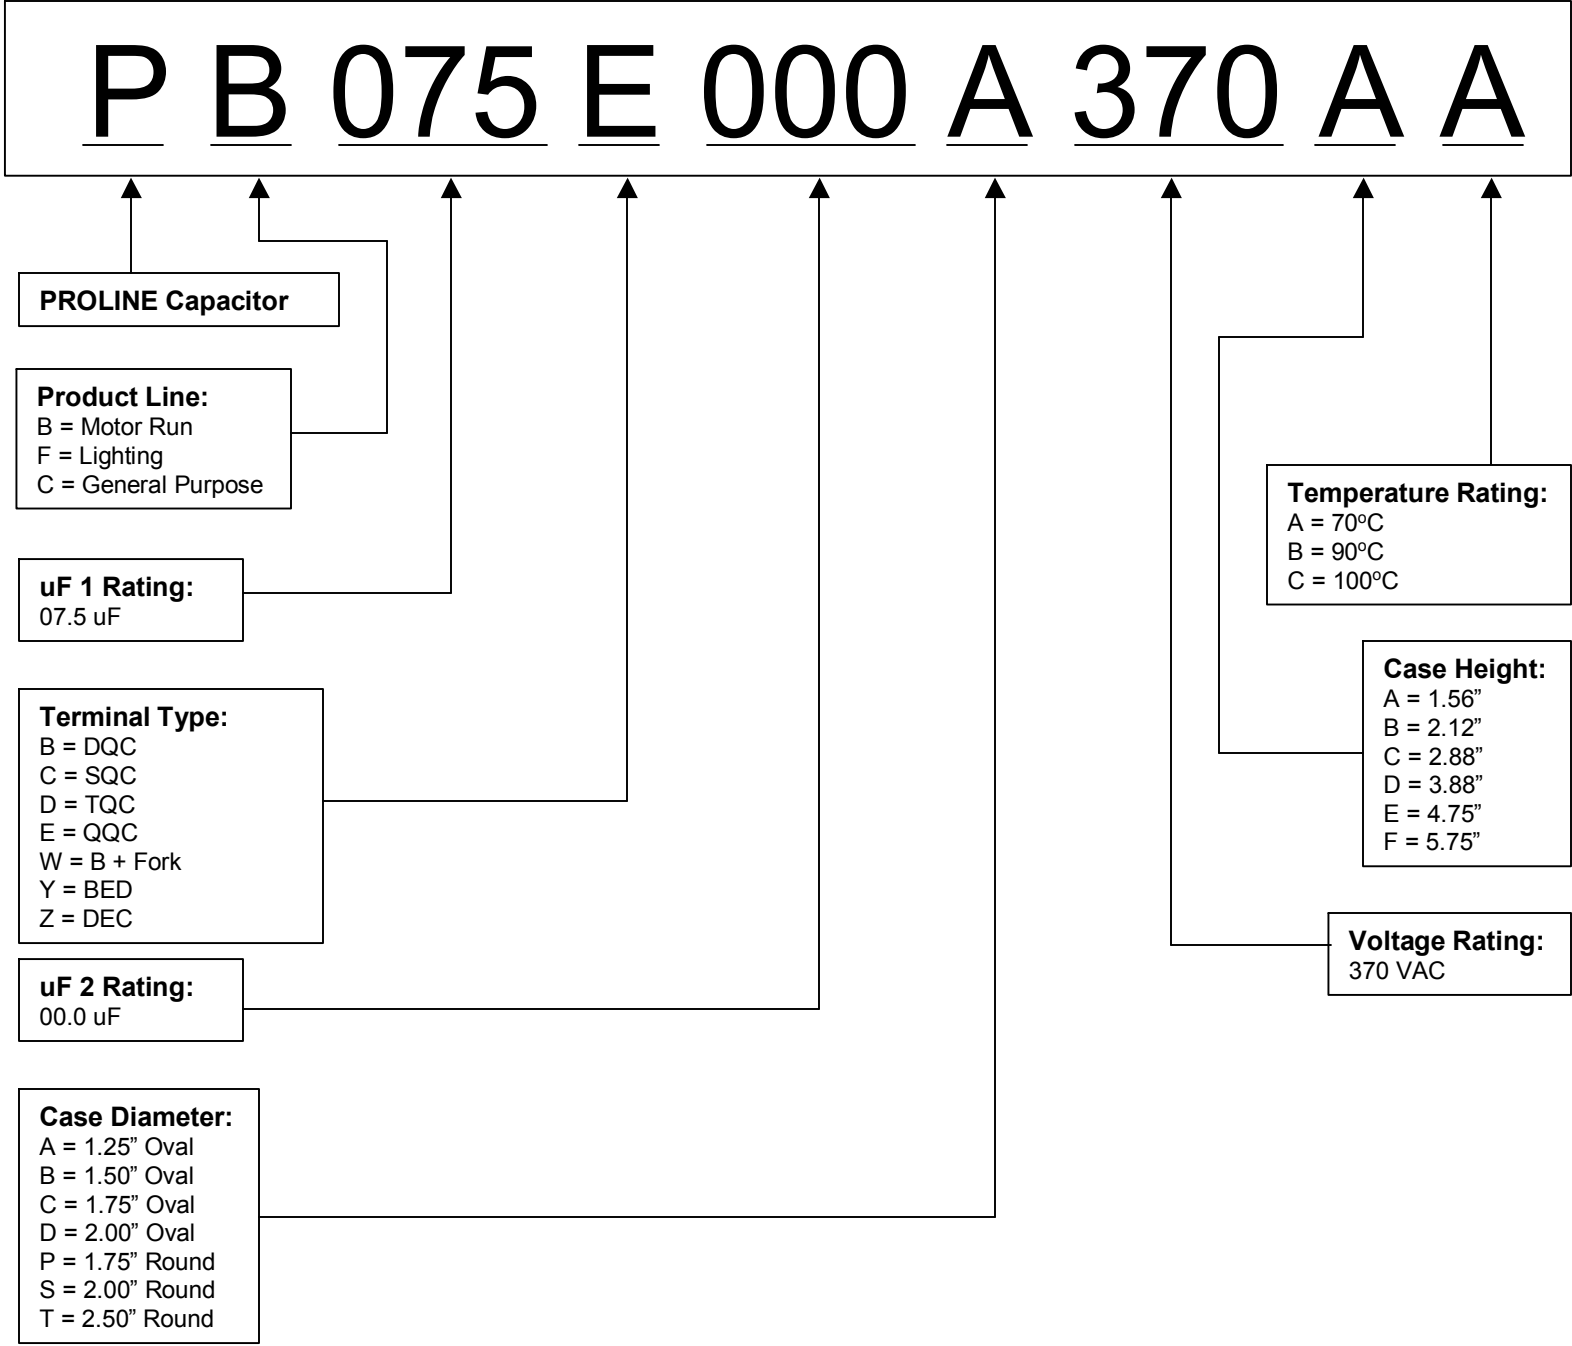 P B 075 E 000 A 370 A A
PROLINE Capacitor
Product Line:
B = Motor Run
F = Lighting
C = General Purpose
uF 1 Rating:
07.5 uF
Terminal Type:
B = DQC
C = SQC
D = TQC
E = QQC
W = B + Fork
Y = BED
Z = DEC
uF 2 Rating:
00.0 uF
Case Diameter:
A = 1.25” Oval
B = 1.50” Oval
C = 1.75” Oval
D = 2.00” Oval
P = 1.75” Round
S = 2.00” Round
T = 2.50” Round
Temperature Rating:
A = 70ºC
B = 90ºC
C = 100ºC
Case Height:
A = 1.56”
B = 2.12”
C = 2.88”
D = 3.88”
E = 4.75”
F = 5.75”
Voltage Rating:
370 VAC